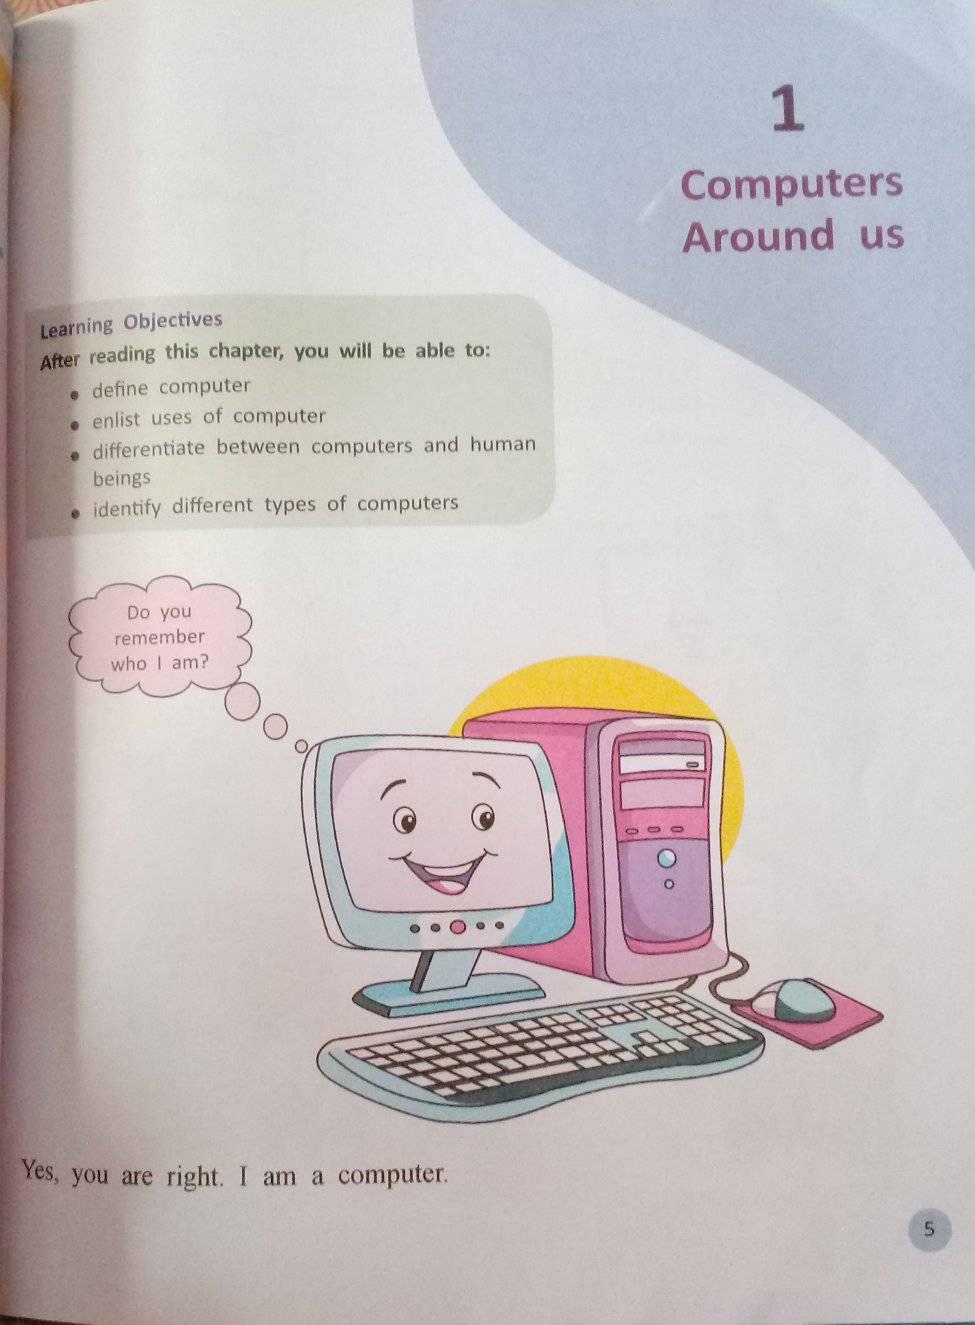 1
Computers
Around us
Learning Objectives
After reading this chapter, you will be able to:
• define computer
• enlist uses of computer
• differentiate between computers and human
beings
• identify different types of computers
Do you
remember
who I am?
Yes, you are right. I am a computer.
5